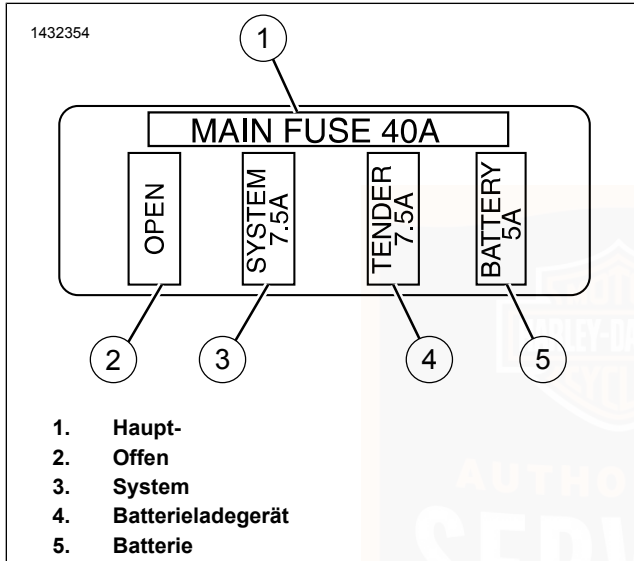 1432354
1
MAIN FUSE 40A
OPEN
SYSTEM
7.5A
TENDER
7.5A
BATTERY
5A
2
3
4
5
1. Haupt-
2. Offen
3. System
4. Batterieladegerät
5. Batterie